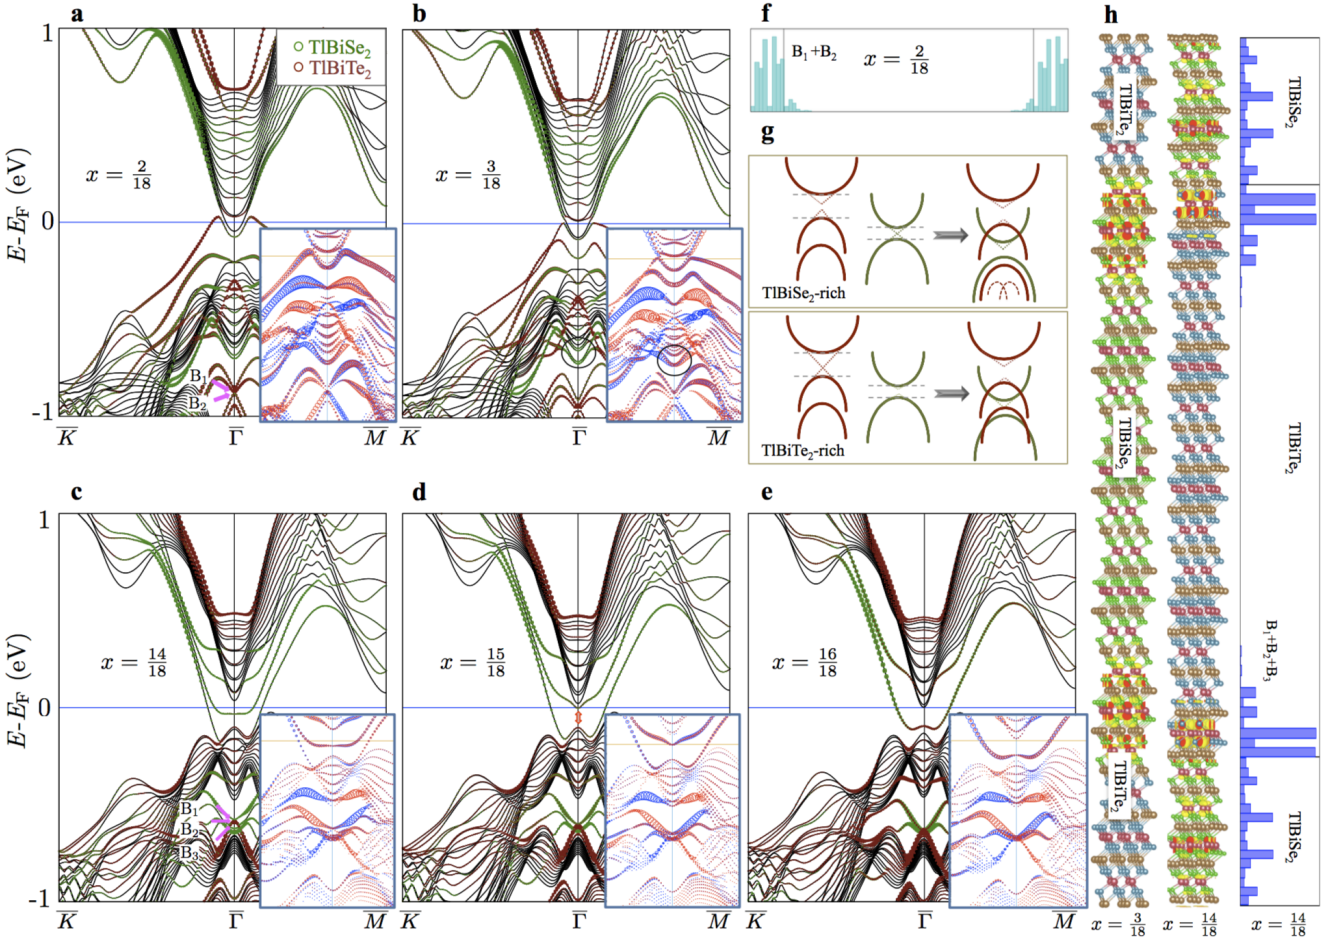 a
b
f
h
1
0
-1
E-E_F (eV)
TlBiSe₂
TlBiTe₂
x = 2/18
B₁
B₂
K̅
Γ̅
M̅
x = 3/18
K̅
Γ̅
M̅
B₁+B₂
x = 2/18
g
TlBiSe₂-rich
TlBiTe₂-rich
c
d
e
1
0
-1
E-E_F (eV)
x = 14/18
B₁
B₂
B₃
K̅
Γ̅
M̅
x = 15/18
K̅
Γ̅
M̅
x = 16/18
K̅
Γ̅
M̅
TlBiTe₂
TlBiSe₂
TlBiTe₂
TlBiSe₂
TlBiTe₂
B₁+B₂+B₃
TlBiSe₂
x = 3/18
x = 14/18
x = 14/18